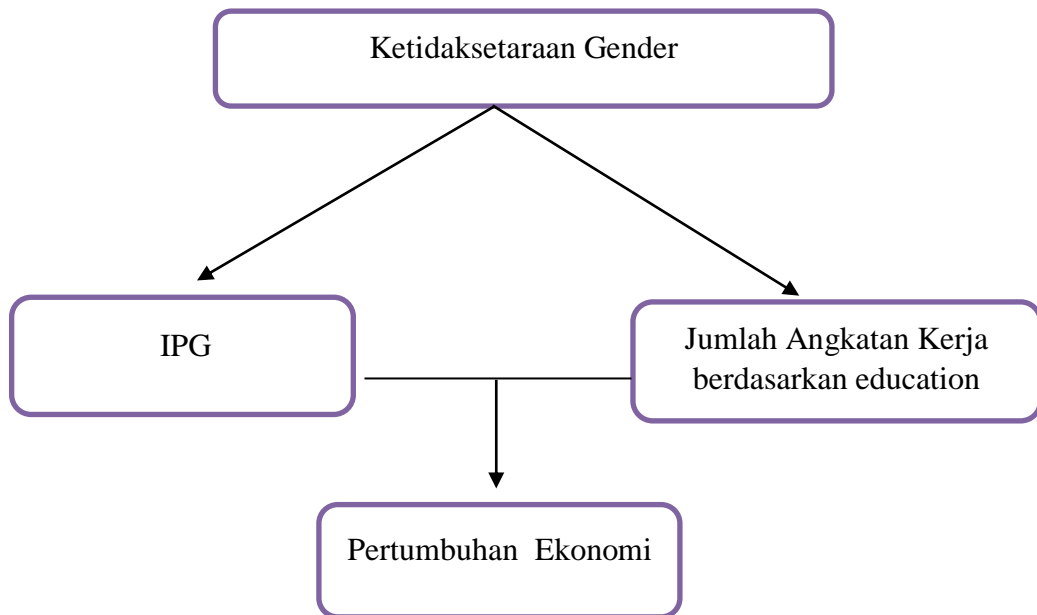 Ketidaksetaraan Gender
IPG
Jumlah Angkatan Kerja
berdasarkan education
Pertumbuhan Ekonomi